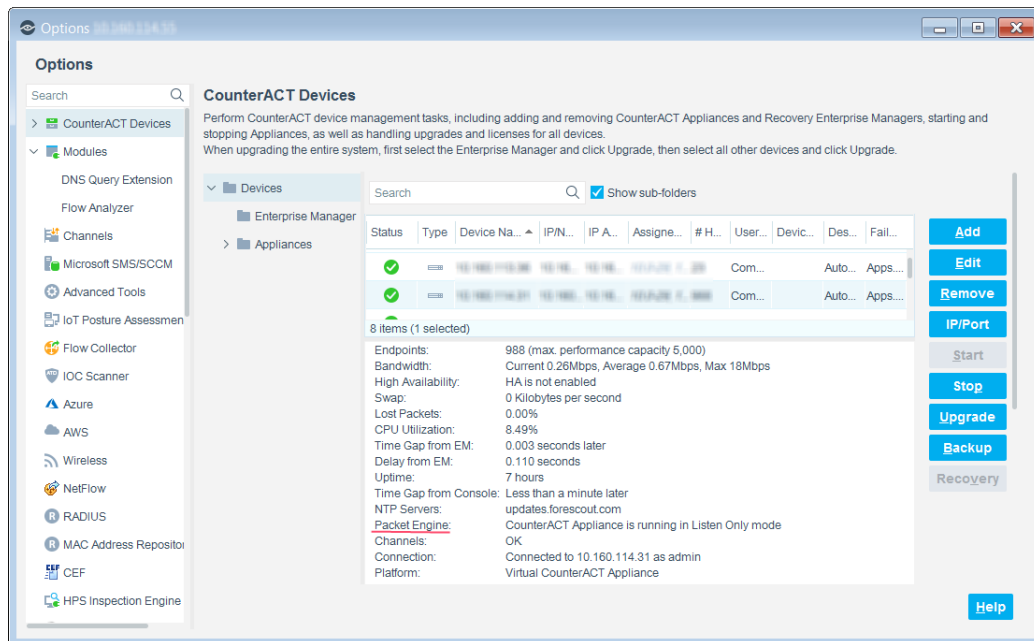 Options
Options
Search
CounterACT Devices
Modules
DNS Query Extension
Flow Analyzer
Channels
Microsoft SMS/SCCM
Advanced Tools
IoT Posture Assessmen
Flow Collector
IOC Scanner
Azure
AWS
Wireless
NetFlow
RADIUS
MAC Address Repositor
CEF
HPS Inspection Engine
CounterACT Devices
Perform CounterACT device management tasks, including adding and removing CounterACT Appliances and Recovery Enterprise Managers, starting and
stopping Appliances, as well as handling upgrades and licenses for all devices.
When upgrading the entire system, first select the Enterprise Manager and click Upgrade, then select all other devices and click Upgrade.
Devices
Enterprise Manager
Appliances
Search Show sub-folders
Status Type Device Na... IP/N... IP A... Assigne... # H... User... Devic... Des... Fail...
Com... Auto... Apps....
Com... Auto... Apps....
8 items (1 selected)
Endpoints: 988 (max. performance capacity 5,000)
Bandwidth: Current 0.26Mbps, Average 0.67Mbps, Max 18Mbps
High Availability: HA is not enabled
Swap: 0 Kilobytes per second
Lost Packets: 0.00%
CPU Utilization: 8.49%
Time Gap from EM: 0.003 seconds later
Delay from EM: 0.110 seconds
Uptime: 7 hours
Time Gap from Console: Less than a minute later
NTP Servers: updates.forescout.com
Packet Engine: CounterACT Appliance is running in Listen Only mode
Channels: OK
Connection: Connected to 10.160.114.31 as admin
Platform: Virtual CounterACT Appliance
Add
Edit
Remove
IP/Port
Start
Stop
Upgrade
Backup
Recovery
Help